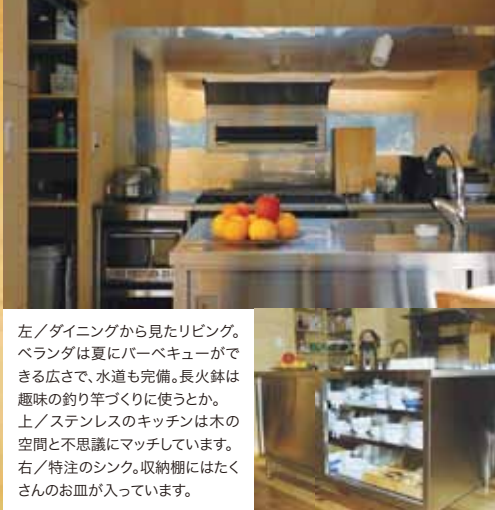 左／ダイニングから見たリビング。
ベランダは夏にバーベキューがで
きる広さで、水道も完備。長火鉢は
趣味の釣り竿づくりに使うとか。
上／ステンレスのキッチンは木の
空間と不思議にマッチしています。
右／特注のシンク。収納棚にはたく
さんのお皿が入っています。